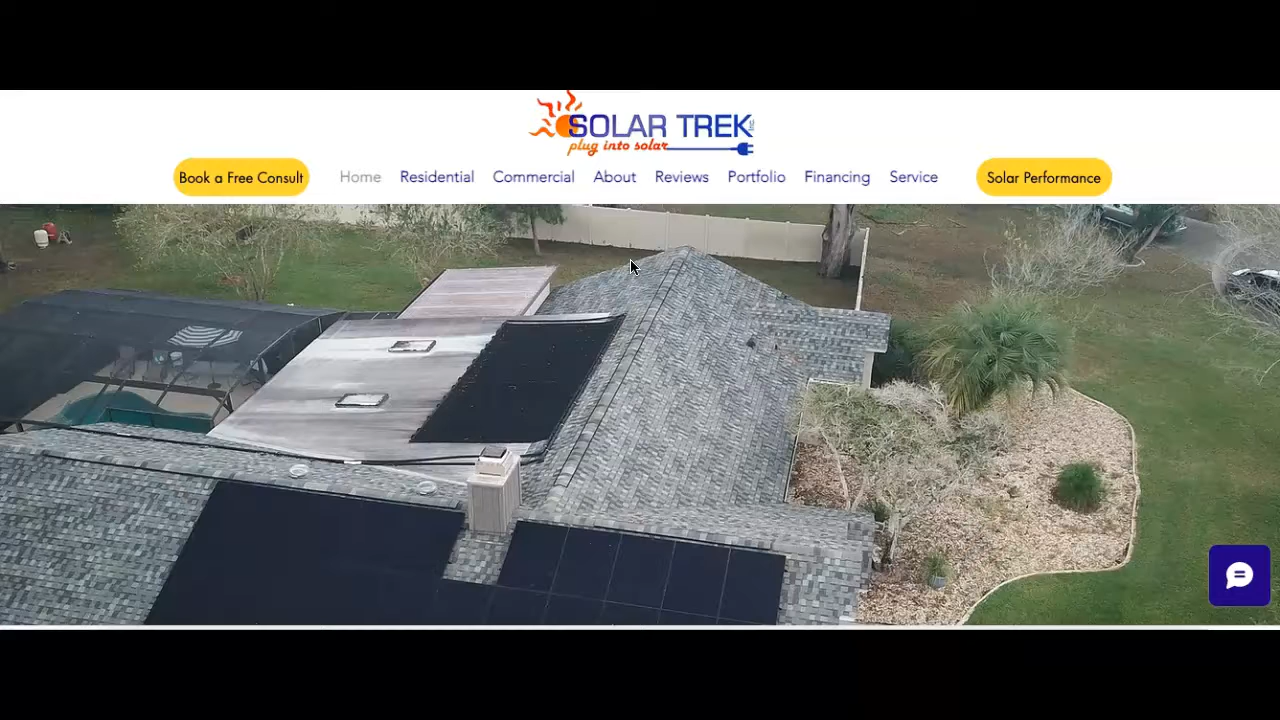 SOLAR TREK
plug into solar
Book a Free Consult
Home
Residential
Commercial
About
Reviews
Portfolio
Financing
Service
Solar Performance